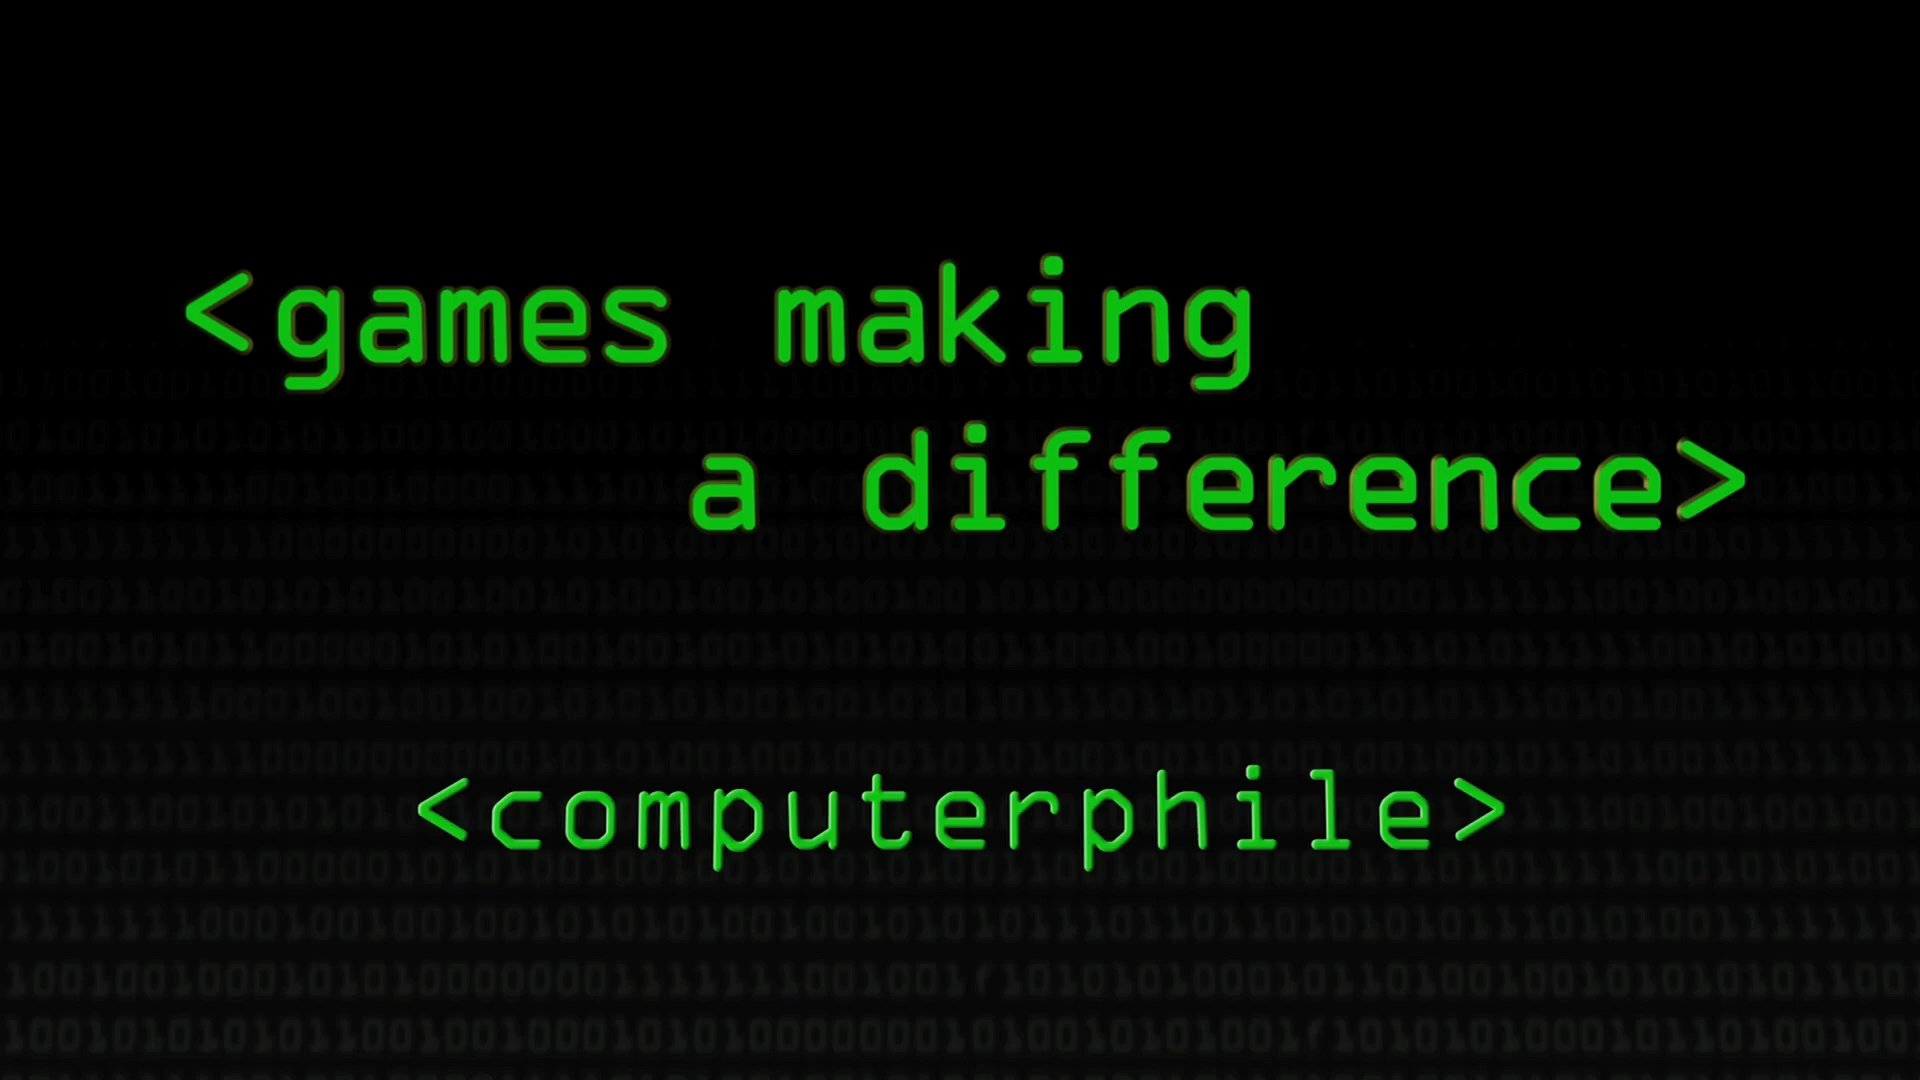 <games making
a difference>
<computerphile>